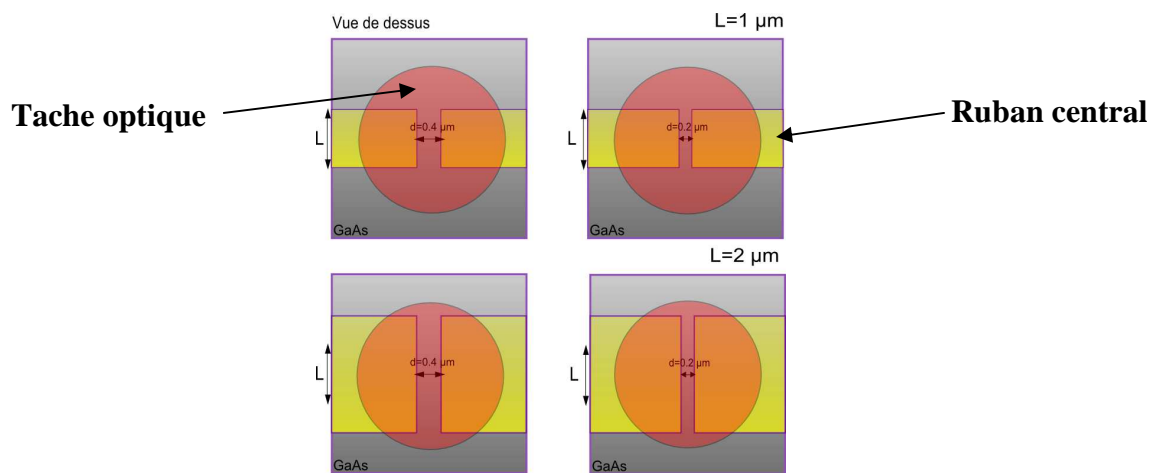 Vue de dessus
L=1 µm
Tache optique
Ruban central
L
d=0.4 µm
L
d=0.2 µm
GaAs
GaAs
L=2 µm
L
d=0.4 µm
L
d=0.2 µm
GaAs
GaAs